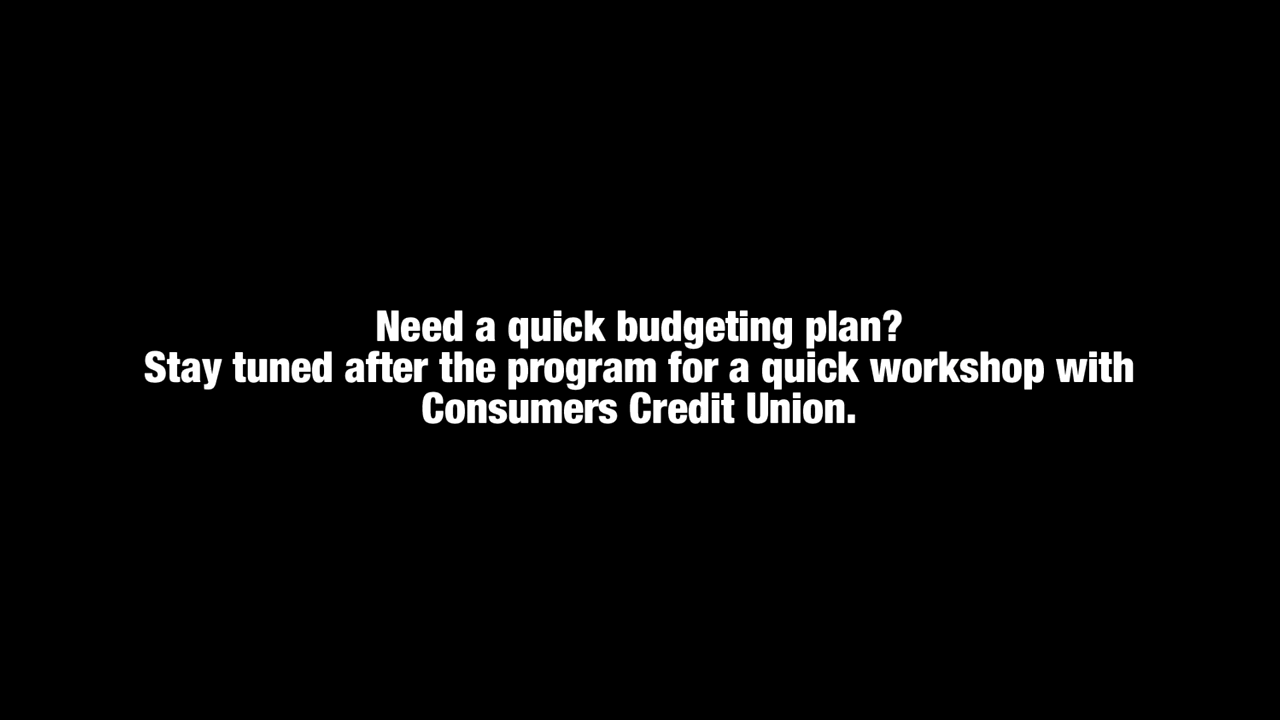 Need a quick budgeting plan?
Stay tuned after the program for a quick workshop with
Consumers Credit Union.